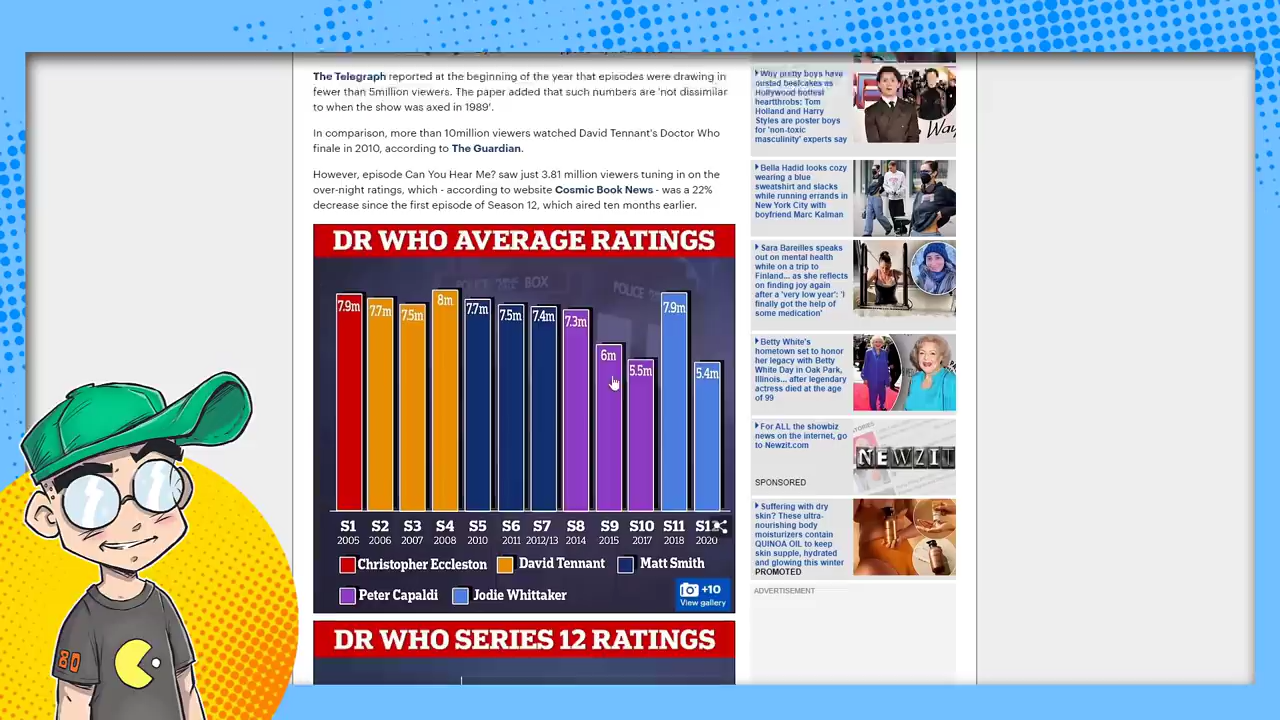 The Telegraph reported at the beginning of the year that episodes were drawing in
fewer than 5million viewers. The paper added that such numbers are 'not dissimilar
to when the show was axed in 1989'.
In comparison, more than 10million viewers watched David Tennant's Doctor Who
finale in 2010, according to The Guardian.
However, episode Can You Hear Me? saw just 3.81 million viewers tuning in on the
over-night ratings, which - according to website Cosmic Book News - was a 22%
decrease since the first episode of Season 12, which aired ten months earlier.
DR WHO AVERAGE RATINGS
BOX
POLICE
7.9m 7.7m 7.5m 8m 7.7m 7.5m 7.4m 7.3m 6m 5.5m 7.9m 5.4m
S1 S2 S3 S4 S5 S6 S7 S8 S9 S10 S11
2005 2006 2007 2008 2010 2011 2012/13 2014 2015 2017 2018 2020
Christopher Eccleston David Tennant Matt Smith
Peter Capaldi Jodie Whittaker
+10
View gallery
DR WHO SERIES 12 RATINGS
Why pretty boys have
ousted beefcakes as
Hollywood hottest
heartthrobs: Tom
Holland and Harry
Styles are poster boys
for 'non-toxic
masculinity' experts say
Way
Bella Hadid looks cozy
wearing a blue
sweatshirt and slacks
while running errands in
New York City with
boyfriend Marc Kalman
Sara Bareilles speaks
out on mental health
while on a trip to
Finland... as she reflects
on finding joy again
after a 'very low year': 'I
finally got the help of
some medication'
Betty White's
hometown set to honor
her legacy with Betty
White Day in Oak Park,
Illinois... after legendary
actress died at the age
of 99
For ALL the showbiz
news on the internet, go
to Newzit.com
SPONSORED
NEWZIT
Suffering with dry
skin? These ultra-
nourishing body
moisturizers contain
QUINOA OIL to keep
skin supple, hydrated
and glowing this winter
PROMOTED
ADVERTISEMENT
80